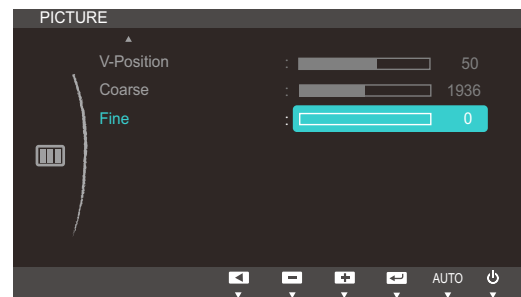 PICTURE
V-Position : 50
Coarse : 1936
Fine : 0
AUTO